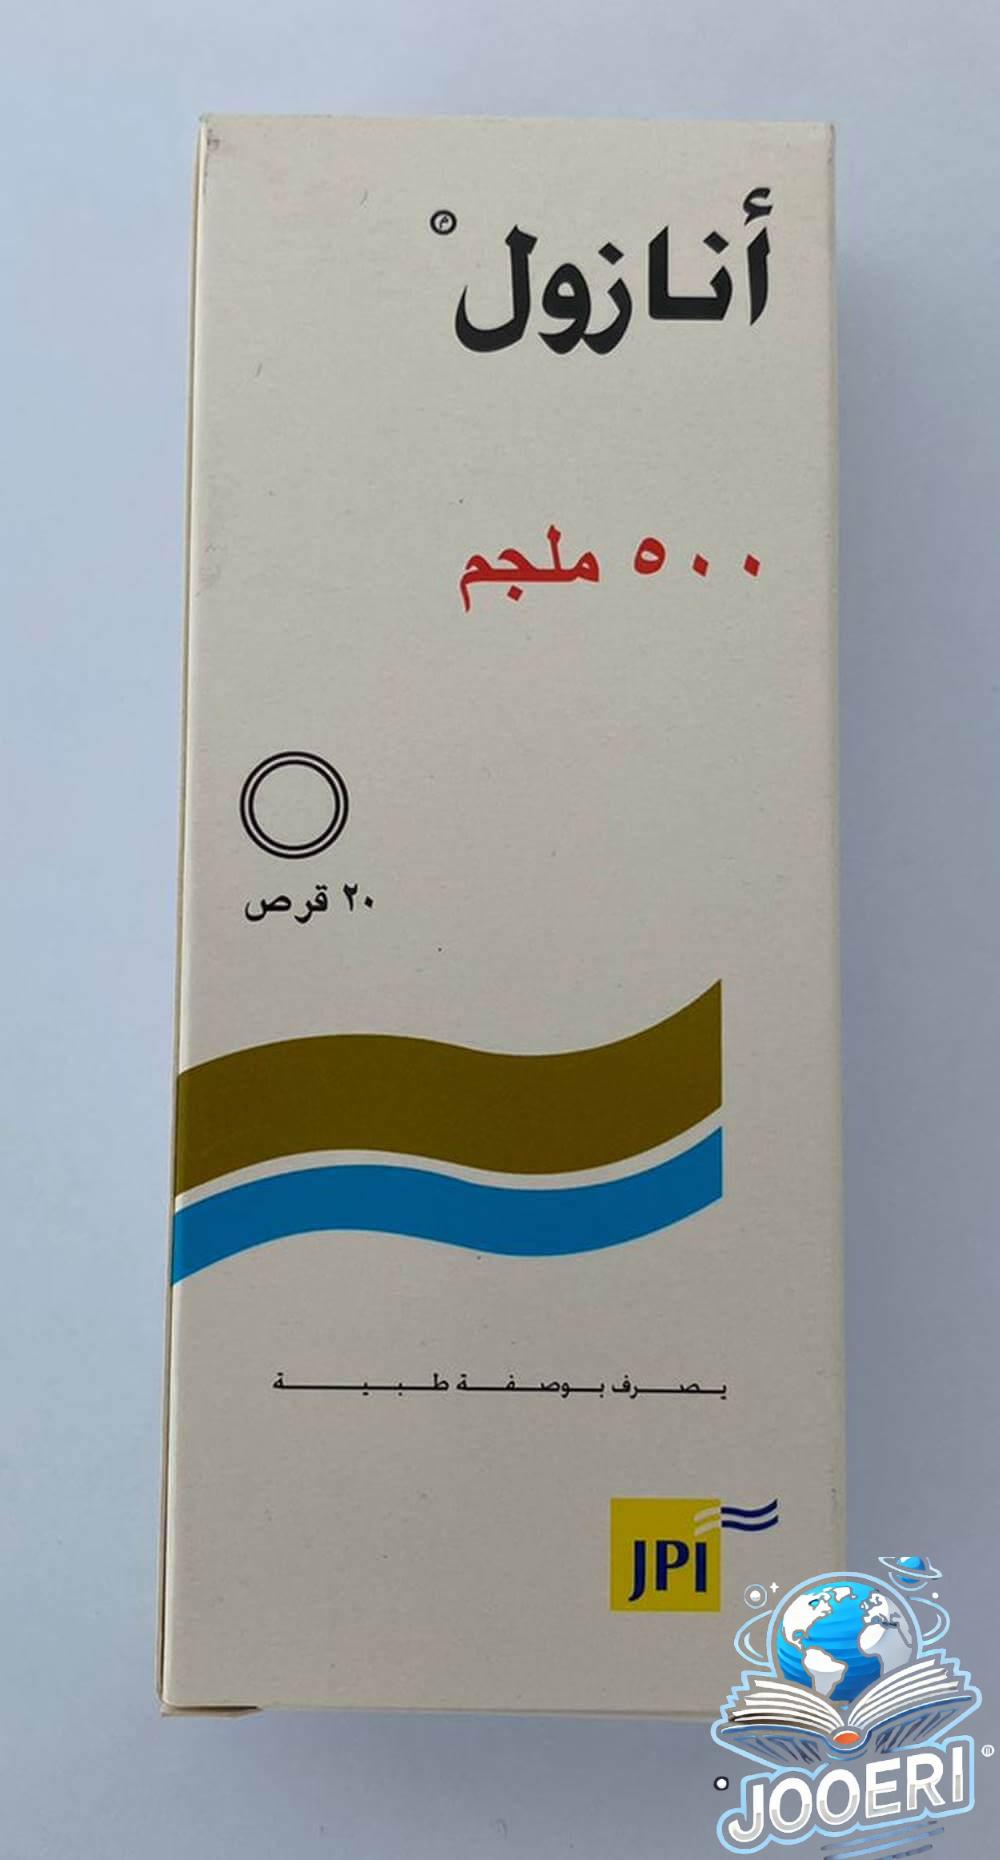 أنازول
م
٥٠٠ ملجم
٢٠ قرص
يصرف بوصفة طبية
JPI
JOOERI